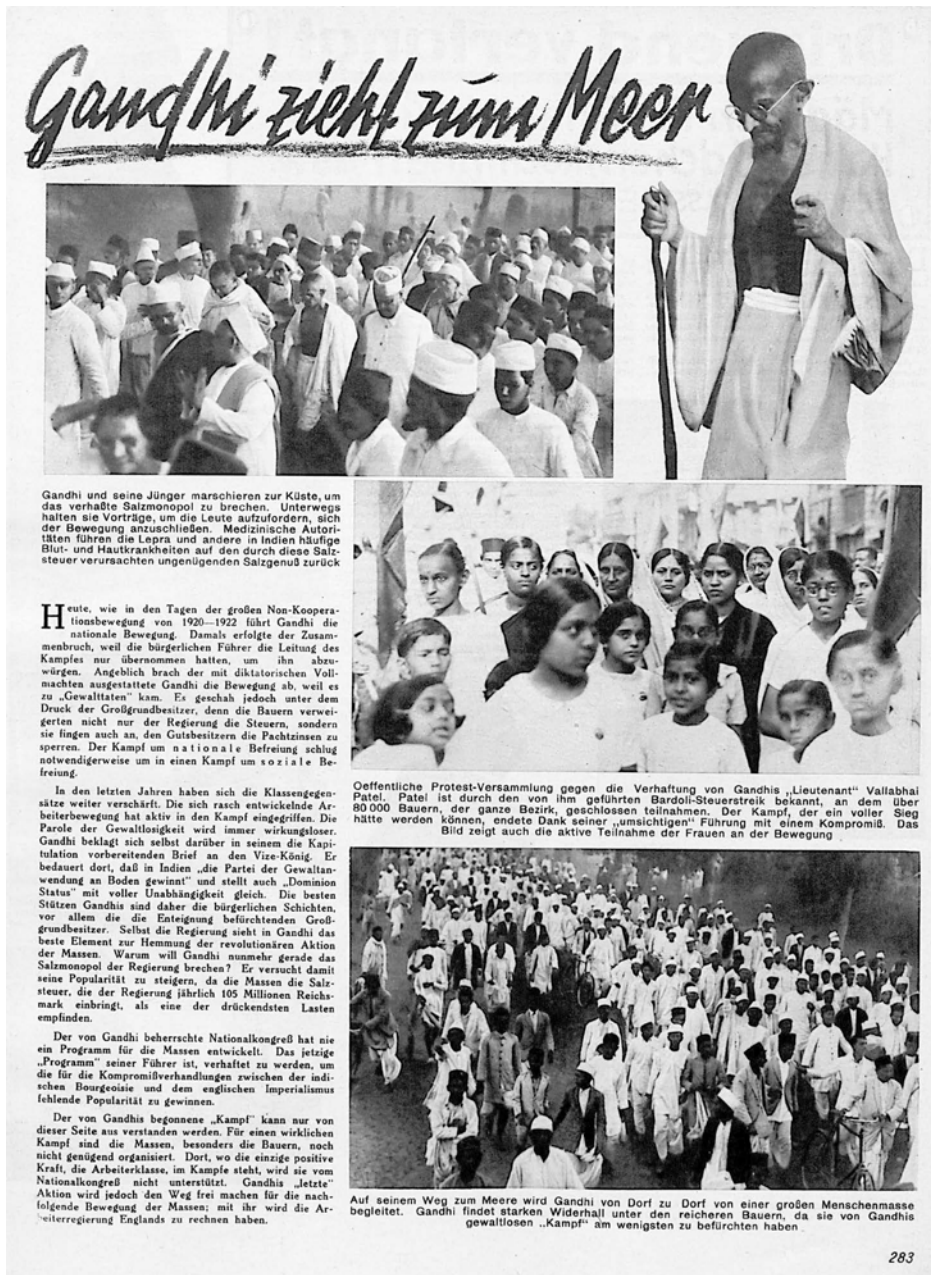 Gandhi zieht zum Meer
Gandhi und seine Jünger marschieren zur Küste, um
das verhaßte Salzmonopol zu brechen. Unterwegs
halten sie Vorträge, um die Leute aufzufordern, sich
der Bewegung anzuschließen. Medizinische Autori-
täten führen die Lepra und andere in Indien häufige
Blut- und Hautkrankheiten auf den durch diese Salz-
steuer verursachten ungenügenden Salzgenuß zurück
Heute, wie in den Tagen der großen Non-Koopera-
tionsbewegung von 1920—1922 führt Gandhi die
nationale Bewegung. Damals erfolgte der Zusam-
menbruch, weil die bürgerlichen Führer die Leitung des
Kampfes nur übernommen hatten, um ihn abzu-
würgen. Angeblich brach der mit diktatorischen Voll-
machten ausgestattete Gandhi die Bewegung ab, weil es
zu „Gewalttaten" kam. Es geschah jedoch unter dem
Druck der Großgrundbesitzer, denn die Bauern verwei-
gerten nicht nur der Regierung die Steuern, sondern
sie fingen auch an, den Gutsbesitzern die Pachtzinsen zu
sperren. Der Kampf um nationale Befreiung schlug
notwendigerweise um in einen Kampf um soziale Be-
freiung.
In den letzten Jahren haben sich die Klassengegen-
sätze weiter verschärft. Die sich rasch entwickelnde Ar-
beiterbewegung hat aktiv in den Kampf eingegriffen. Die
Parole der Gewaltlosigkeit wird immer wirkungsloser.
Gandhi beklagt sich selbst darüber in seinem die Kapi-
tulation vorbereitenden Brief an den Vize-König. Er
bedauert dort, daß in Indien „die Partei der Gewaltan-
wendung an Boden gewinnt" und stellt auch „Dominion
Status" mit voller Unabhängigkeit gleich. Die besten
Stützen Gandhis sind daher die bürgerlichen Schichten,
vor allem die die Enteignung befürchtenden Groß-
grundbesitzer. Selbst die Regierung sieht in Gandhi das
beste Element zur Hemmung der revolutionären Aktion
der Massen. Warum will Gandhi nunmehr gerade das
Salzmonopol der Regierung brechen? Er versucht damit
seine Popularität zu steigern, da die Massen die Salz-
steuer, die der Regierung jährlich 105 Millionen Reichs-
mark einbringt, als eine der drückendsten Lasten
empfinden.
Der von Gandhi beherrschte Nationalkongreß hat nie
ein Programm für die Massen entwickelt. Das jetzige
„Programm" seiner Führer ist, verhaftet zu werden, um
die für die Kompromißverhandlungen zwischen der indi-
schen Bourgeoisie und dem englischen Imperialismus
fehlende Popularität zu gewinnen.
Der von Gandhis begonnene „Kampf" kann nur von
dieser Seite aus verstanden werden. Für einen wirklichen
Kampf sind die Massen, besonders die Bauern, noch
nicht genügend organisiert. Dort, wo die einzige positive
Kraft, die Arbeiterklasse, im Kampfe steht, wird sie vom
Nationalkongreß nicht unterstützt. Gandhis „letzte"
Aktion wird jedoch den Weg frei machen für die nach-
folgende Bewegung der Massen; mit ihr wird die Ar-
beiterregierung Englands zu rechnen haben.
Oeffentliche Protest-Versammlung gegen die Verhaftung von Gandhis „Lieutenant" Vallabhai
Patel. Patel ist durch den von ihm geführten Bardoli-Steuerstreik bekannt, an dem über
80 000 Bauern, der ganze Bezirk, geschlossen teilnahmen. Der Kampf, der ein voller Sieg
hätte werden können, endete Dank seiner „umsichtigen" Führung mit einem Kompromiß. Das
Bild zeigt auch die aktive Teilnahme der Frauen an der Bewegung
Auf seinem Weg zum Meere wird Gandhi von Dorf zu Dorf von einer großen Menschenmasse
begleitet. Gandhi findet starken Widerhall unter den reicheren Bauern, da sie von Gandhis
gewaltlosen „Kampf" am wenigsten zu befürchten haben
283